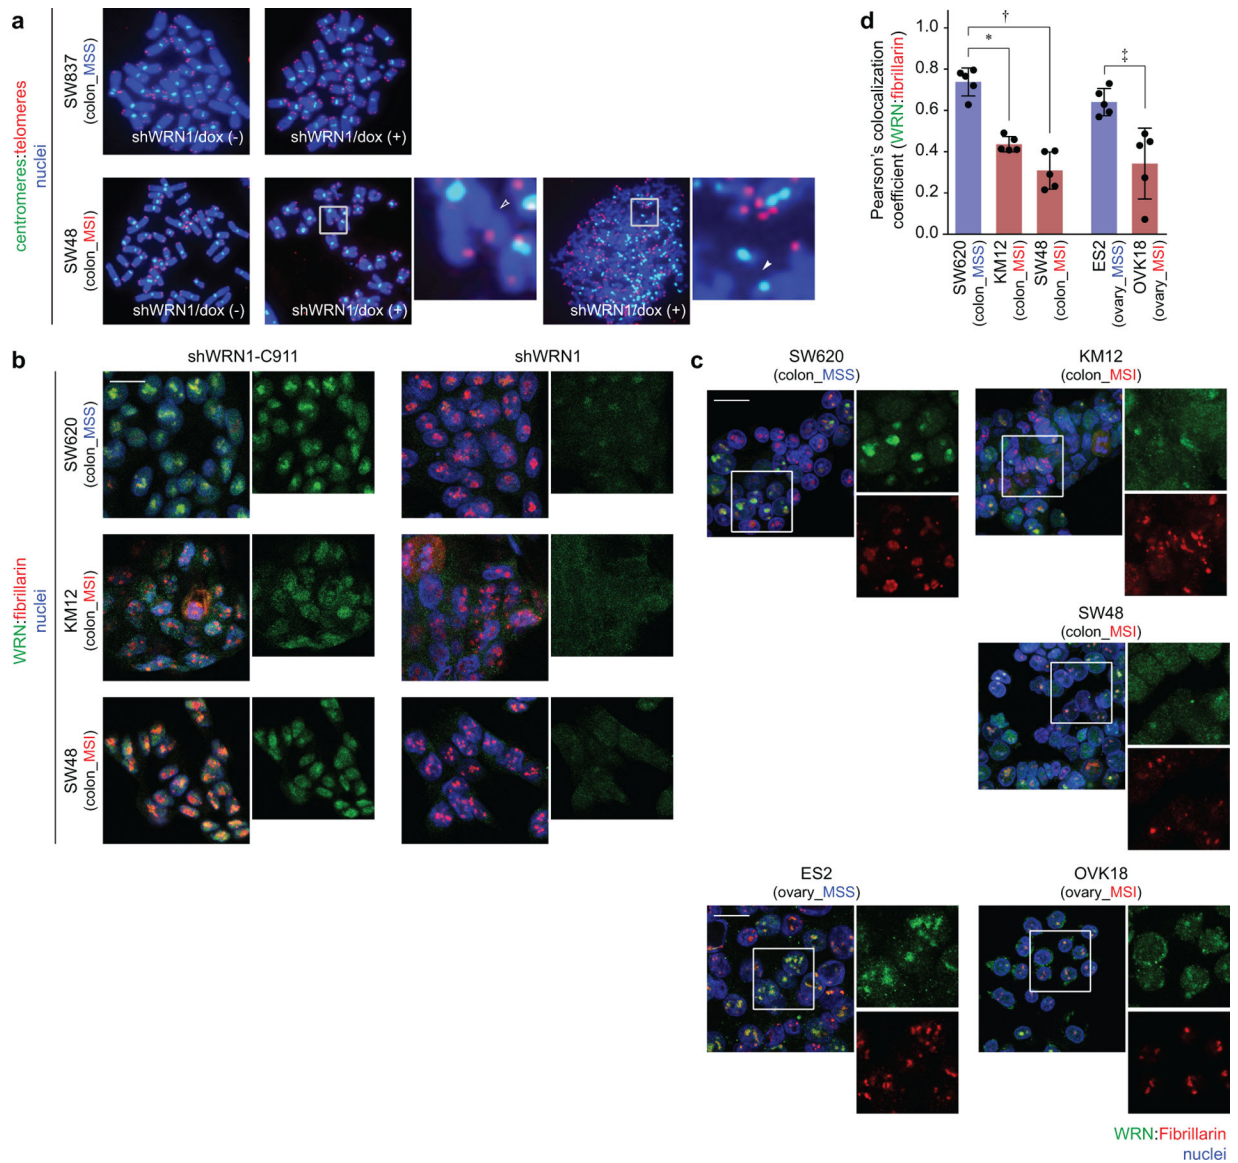 a
centromeres:telomeres
nuclei
SW837
(colon_MSS)
shWRN1/dox (-)
shWRN1/dox (+)
SW48
(colon_MSI)
shWRN1/dox (-)
shWRN1/dox (+)
shWRN1/dox (+)
b
shWRN1-C911
shWRN1
WRN:fibrillarin
nuclei
SW620
(colon_MSS)
KM12
(colon_MSI)
SW48
(colon_MSI)
d
Pearson's colocalization
coefficient (WRN:fibrillarin)
1.0
0.8
0.6
0.4
0.2
0.0
*
†
‡
SW620
(colon_MSS)
KM12
(colon_MSI)
SW48
(colon_MSI)
ES2
(ovary_MSS)
OVK18
(ovary_MSI)
c
SW620
(colon_MSS)
KM12
(colon_MSI)
SW48
(colon_MSI)
ES2
(ovary_MSS)
OVK18
(ovary_MSI)
WRN:Fibrillarin
nuclei